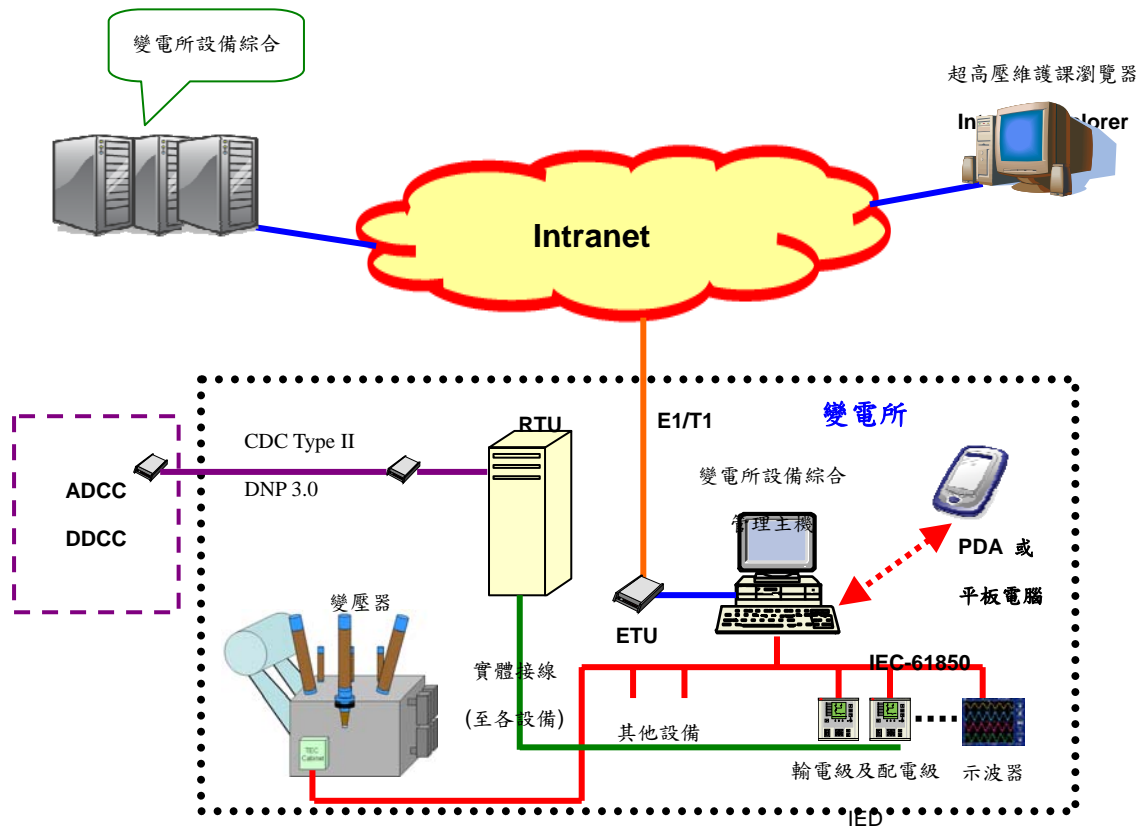 變電所設備綜合
超高壓維護課瀏覽器
Intranet
變電所
RTU
E1/T1
CDC Type II
DNP 3.0
ADCC
DDCC
變電所設備綜合
管理主機
PDA 或
平板電腦
變壓器
ETU
實體接線
(至各設備)
IEC-61850
其他設備
TEC
Cabinet
輸電級及配電級
示波器
IED